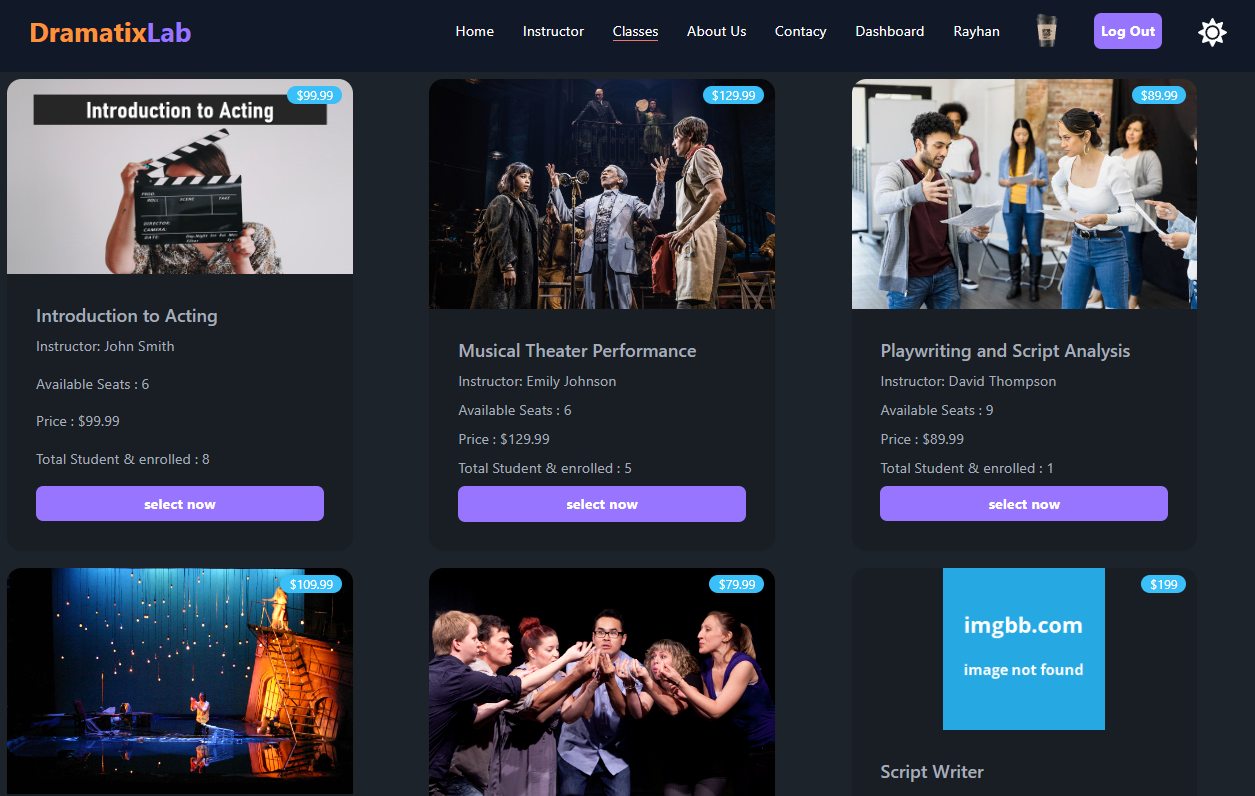 DramatixLab
Home Instructor Classes About Us Contacy Dashboard Rayhan Log Out
$99.99
Introduction to Acting
Introduction to Acting
Instructor: John Smith
Available Seats : 6
Price : $99.99
Total Student & enrolled : 8
select now
$129.99
Musical Theater Performance
Instructor: Emily Johnson
Available Seats : 6
Price : $129.99
Total Student & enrolled : 5
select now
$89.99
Playwriting and Script Analysis
Instructor: David Thompson
Available Seats : 9
Price : $89.99
Total Student & enrolled : 1
select now
$109.99
$79.99
$199
imgbb.com
image not found
Script Writer